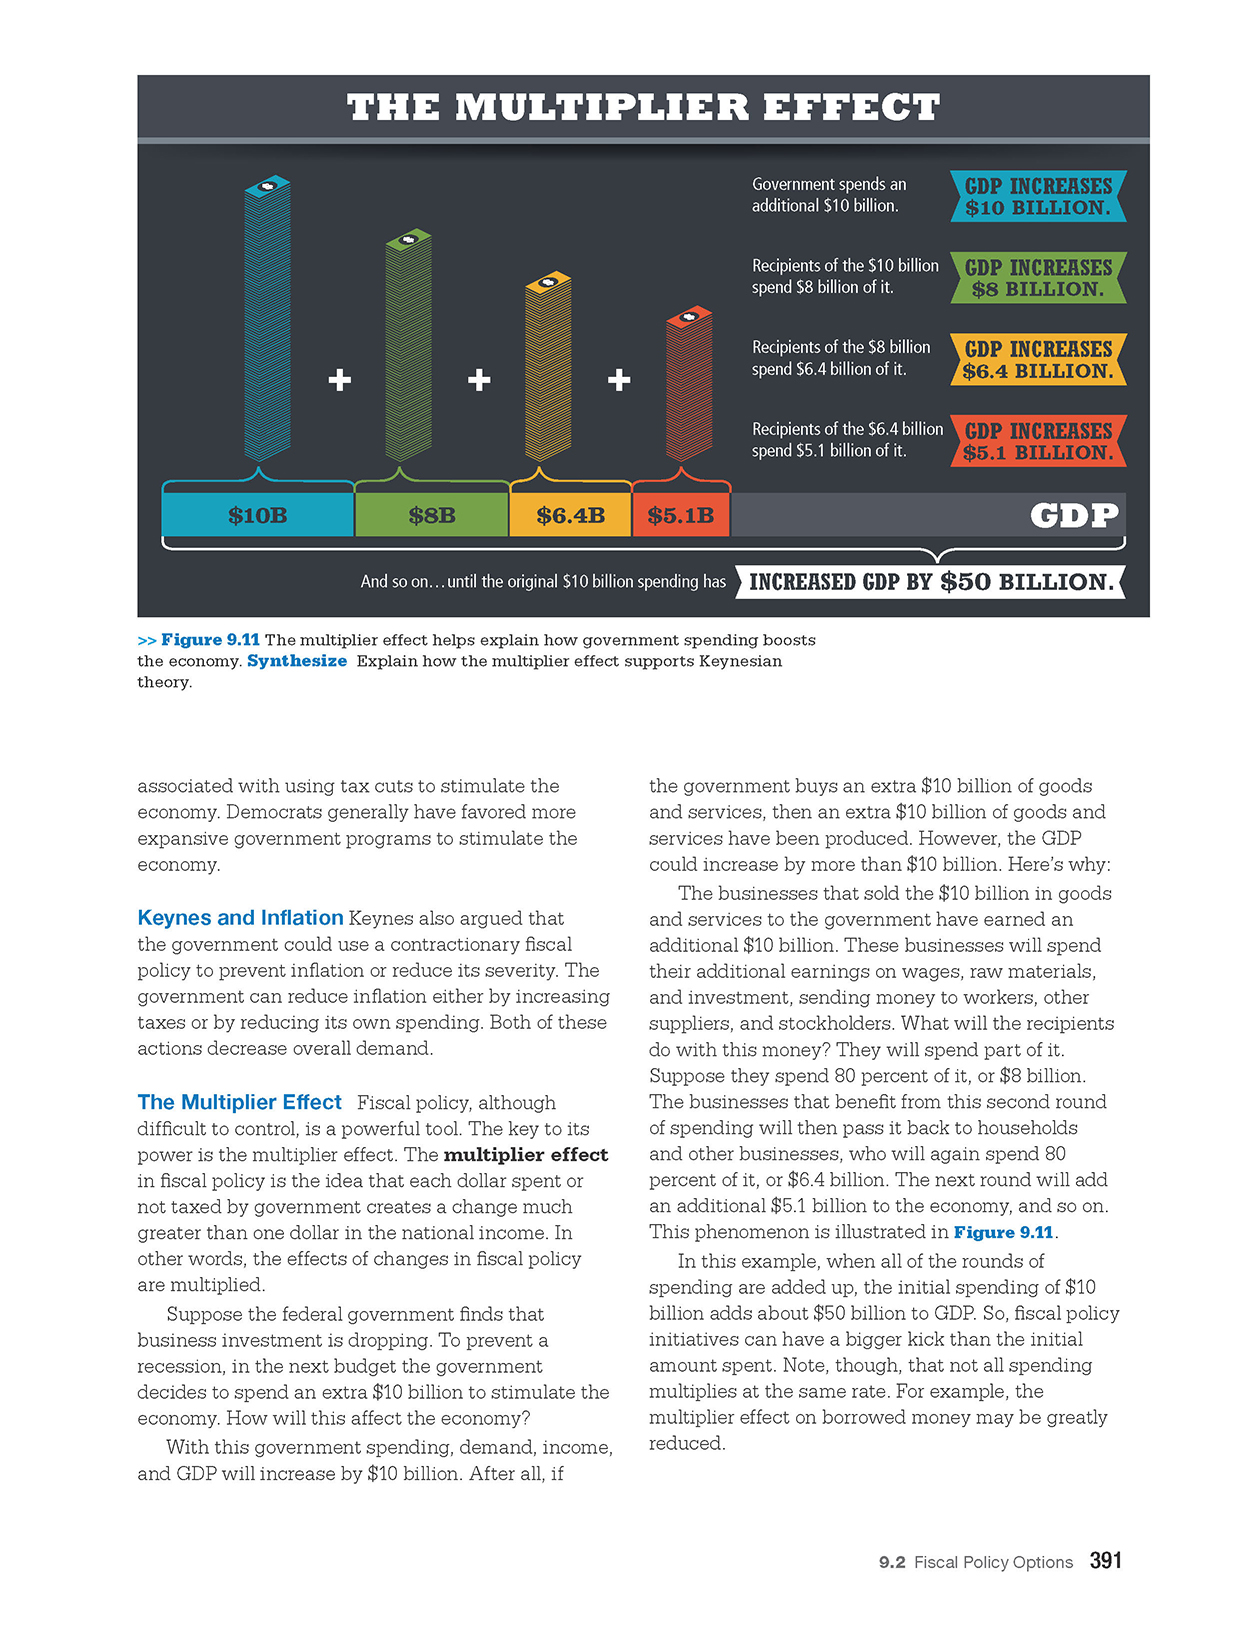 THE MULTIPLIER EFFECT
Government spends an
additional $10 billion.
GDP INCREASES
$10 BILLION.
Recipients of the $10 billion
spend $8 billion of it.
GDP INCREASES
$8 BILLION.
Recipients of the $8 billion
spend $6.4 billion of it.
GDP INCREASES
$6.4 BILLION.
Recipients of the $6.4 billion
spend $5.1 billion of it.
GDP INCREASES
$5.1 BILLION.
+ + +
$10B $8B $6.4B $5.1B GDP
And so on...until the original $10 billion spending has INCREASED GDP BY $50 BILLION.
>> Figure 9.11 The multiplier effect helps explain how government spending boosts
the economy. Synthesize Explain how the multiplier effect supports Keynesian
theory.
associated with using tax cuts to stimulate the
economy. Democrats generally have favored more
expansive government programs to stimulate the
economy.
Keynes and Inflation Keynes also argued that
the government could use a contractionary fiscal
policy to prevent inflation or reduce its severity. The
government can reduce inflation either by increasing
taxes or by reducing its own spending. Both of these
actions decrease overall demand.
The Multiplier Effect Fiscal policy, although
difficult to control, is a powerful tool. The key to its
power is the multiplier effect. The multiplier effect
in fiscal policy is the idea that each dollar spent or
not taxed by government creates a change much
greater than one dollar in the national income. In
other words, the effects of changes in fiscal policy
are multiplied.
Suppose the federal government finds that
business investment is dropping. To prevent a
recession, in the next budget the government
decides to spend an extra $10 billion to stimulate the
economy. How will this affect the economy?
With this government spending, demand, income,
and GDP will increase by $10 billion. After all, if
the government buys an extra $10 billion of goods
and services, then an extra $10 billion of goods and
services have been produced. However, the GDP
could increase by more than $10 billion. Here's why:
The businesses that sold the $10 billion in goods
and services to the government have earned an
additional $10 billion. These businesses will spend
their additional earnings on wages, raw materials,
and investment, sending money to workers, other
suppliers, and stockholders. What will the recipients
do with this money? They will spend part of it.
Suppose they spend 80 percent of it, or $8 billion.
The businesses that benefit from this second round
of spending will then pass it back to households
and other businesses, who will again spend 80
percent of it, or $6.4 billion. The next round will add
an additional $5.1 billion to the economy, and so on.
This phenomenon is illustrated in Figure 9.11.
In this example, when all of the rounds of
spending are added up, the initial spending of $10
billion adds about $50 billion to GDP. So, fiscal policy
initiatives can have a bigger kick than the initial
amount spent. Note, though, that not all spending
multiplies at the same rate. For example, the
multiplier effect on borrowed money may be greatly
reduced.
9.2 Fiscal Policy Options 391